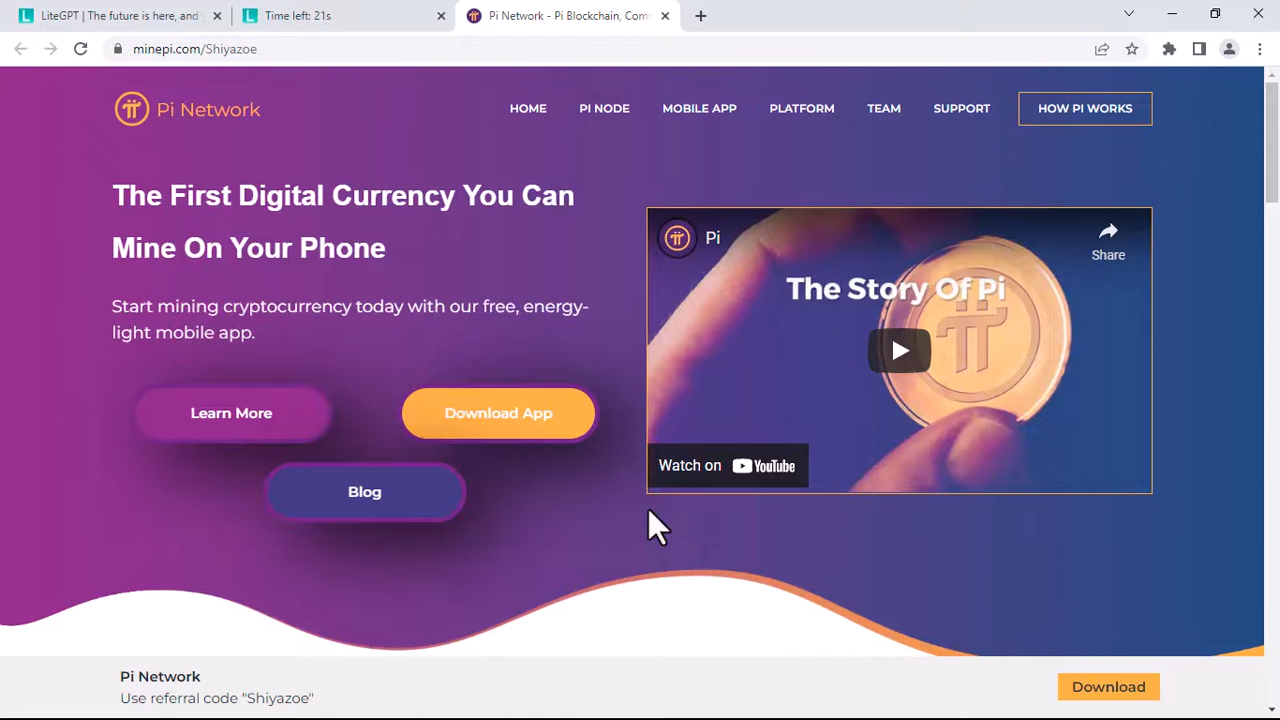 LiteGPT | The future is here, and
Time left: 21s
Pi Network - Pi Blockchain, Com
minepi.com/Shiyazoe
Pi Network
HOME
PI NODE
MOBILE APP
PLATFORM
TEAM
SUPPORT
HOW PI WORKS
The First Digital Currency You Can
Mine On Your Phone
Start mining cryptocurrency today with our free, energy-
light mobile app.
Learn More
Download App
Blog
Pi
Share
The Story Of Pi
Watch on YouTube
Pi Network
Use referral code "Shiyazoe"
Download